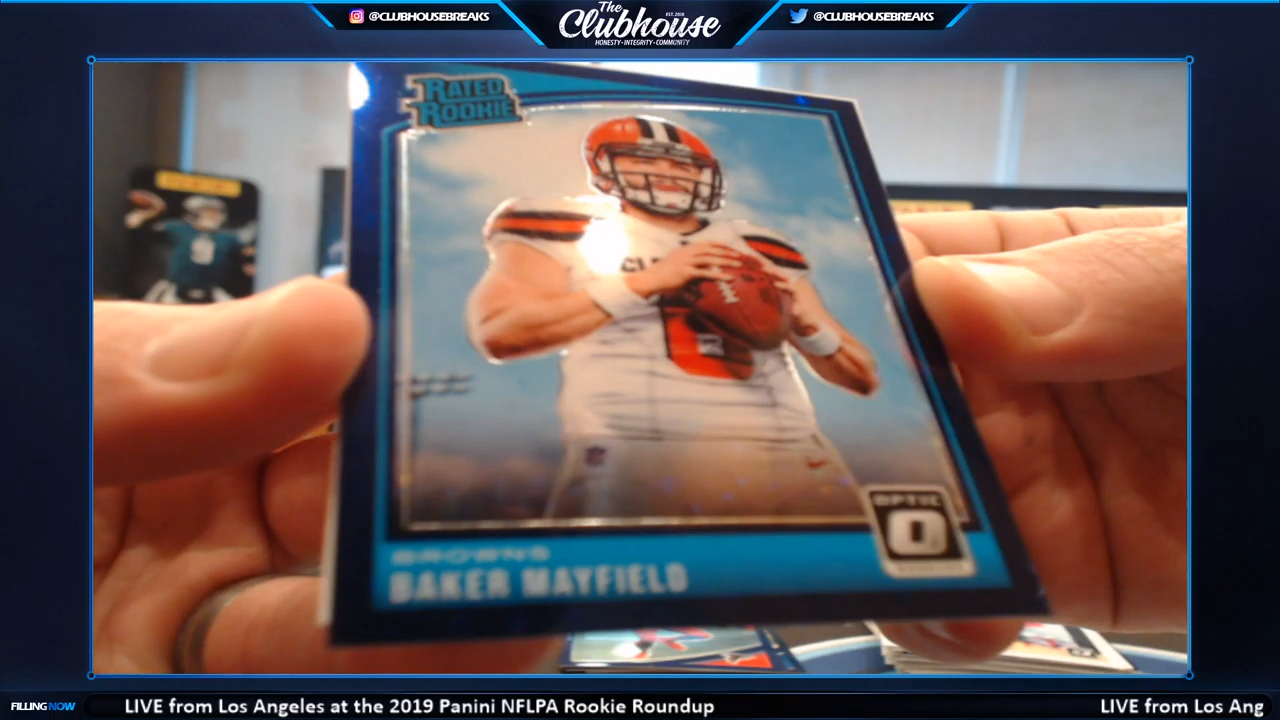 @CLUBHOUSEBREAKS
The
Clubhouse
EST. 2018
HONESTY • INTEGRITY • COMMUNITY
@CLUBHOUSEBREAKS
RATED
ROOKIE
OPTIC
BROWNS
BAKER MAYFIELD
FILLING NOW
LIVE from Los Angeles at the 2019 Panini NFLPA Rookie Roundup
LIVE from Los Ang